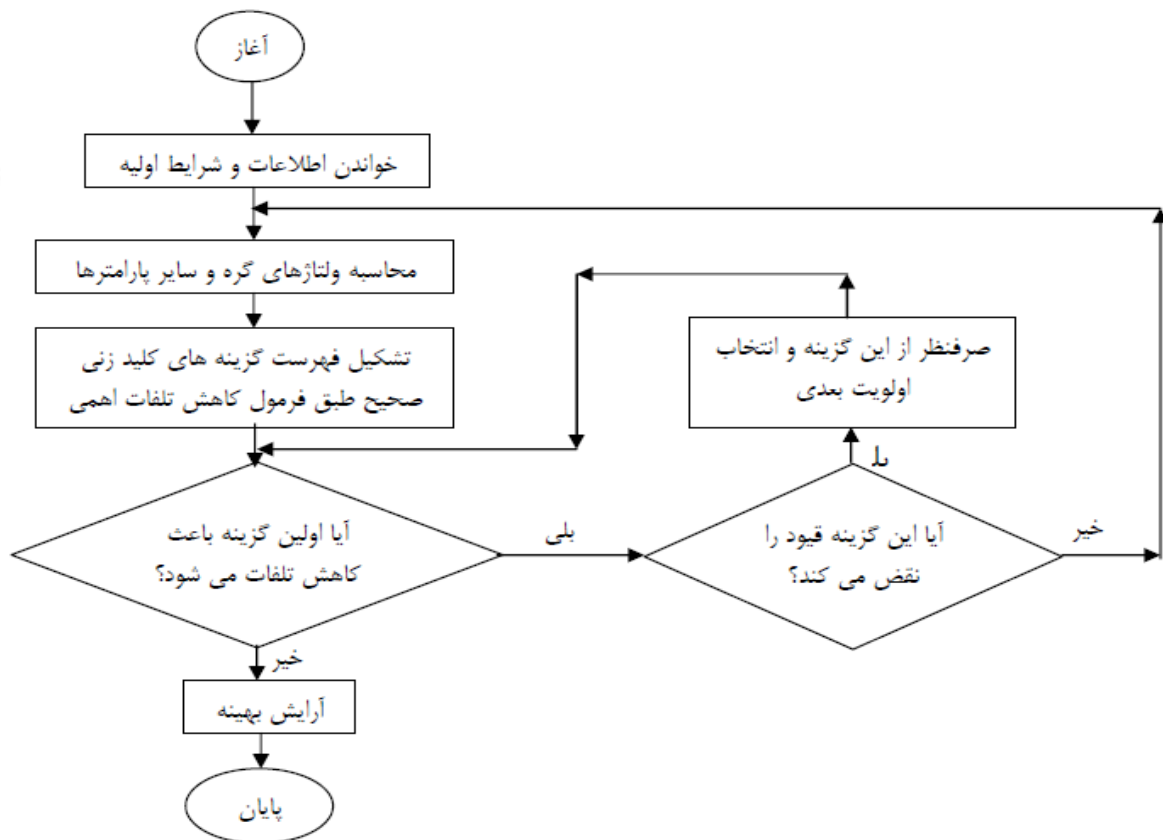 آغاز
خواندن اطلاعات و شرایط اولیه
محاسبه ولتاژهای گره و سایر پارامترها
تشکیل فهرست گزینه های کلید زنی
صحیح طبق فرمول کاهش تلفات اهمی
صرفنظر از این گزینه و انتخاب
اولویت بعدی
آیا اولین گزینه باعث
کاهش تلفات می شود؟
بلی
آیا این گزینه قیود را
نقض می کند؟
خیر
خیر
آرایش بهینه
پایان